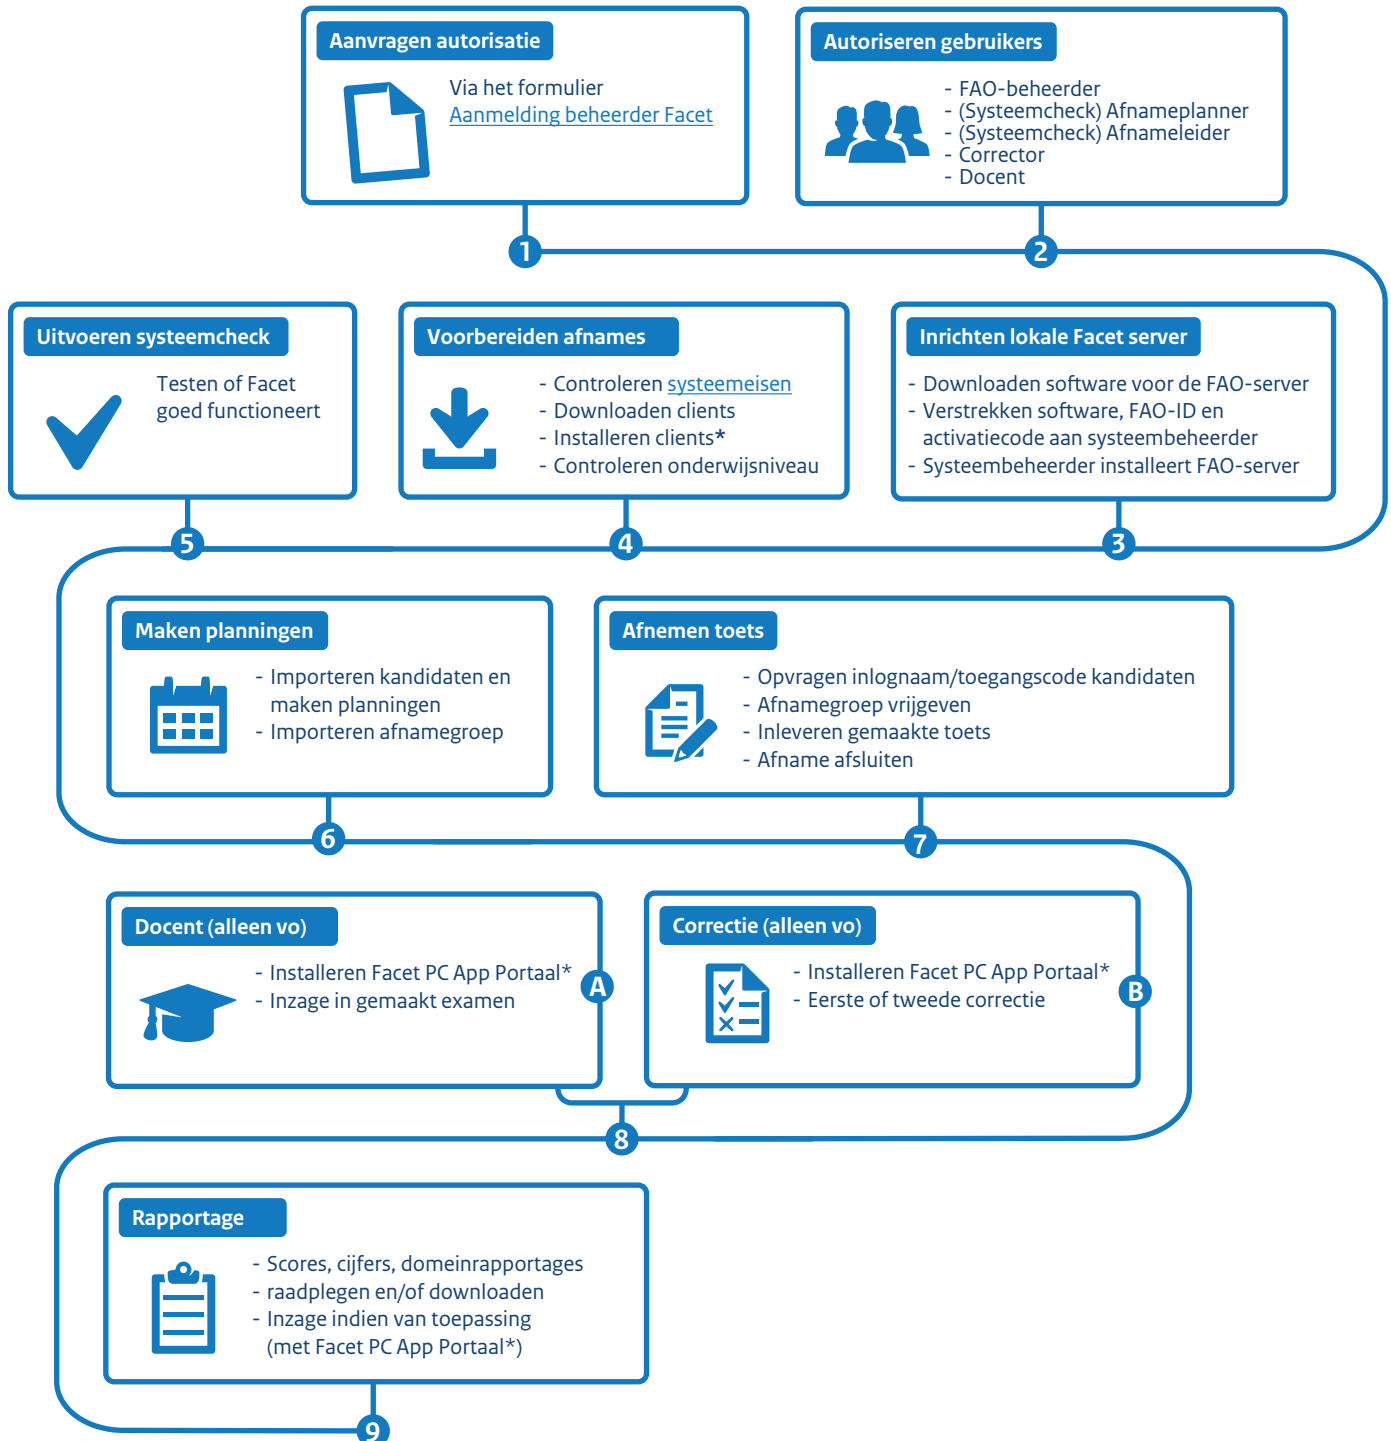 Aanvragen autorisatie
Via het formulier
Aanmelding beheerder Facet
Autoriseren gebruikers
- FAO-beheerder
- (Systeemcheck) Afnameplanner
- (Systeemcheck) Afnameleider
- Corrector
- Docent
1
2
Uitvoeren systeemcheck
Testen of Facet
goed functioneert
Voorbereiden afnames
- Controleren systeemeisen
- Downloaden clients
- Installeren clients*
- Controleren onderwijsniveau
Inrichten lokale Facet server
- Downloaden software voor de FAO-server
- Verstrekken software, FAO-ID en
activatiecode aan systeembeheerder
- Systeembeheerder installeert FAO-server
5
4
3
Maken planningen
- Importeren kandidaten en
maken planningen
- Importeren afnamegroep
Afnemen toets
- Opvragen inlognaam/toegangscode kandidaten
- Afnamegroep vrijgeven
- Inleveren gemaakte toets
- Afname afsluiten
6
7
Docent (alleen vo)
- Installeren Facet PC App Portaal*
- Inzage in gemaakt examen
A
Correctie (alleen vo)
- Installeren Facet PC App Portaal*
- Eerste of tweede correctie
B
8
Rapportage
- Scores, cijfers, domeinrapportages
- raadplegen en/of downloaden
- Inzage indien van toepassing
(met Facet PC App Portaal*)
9